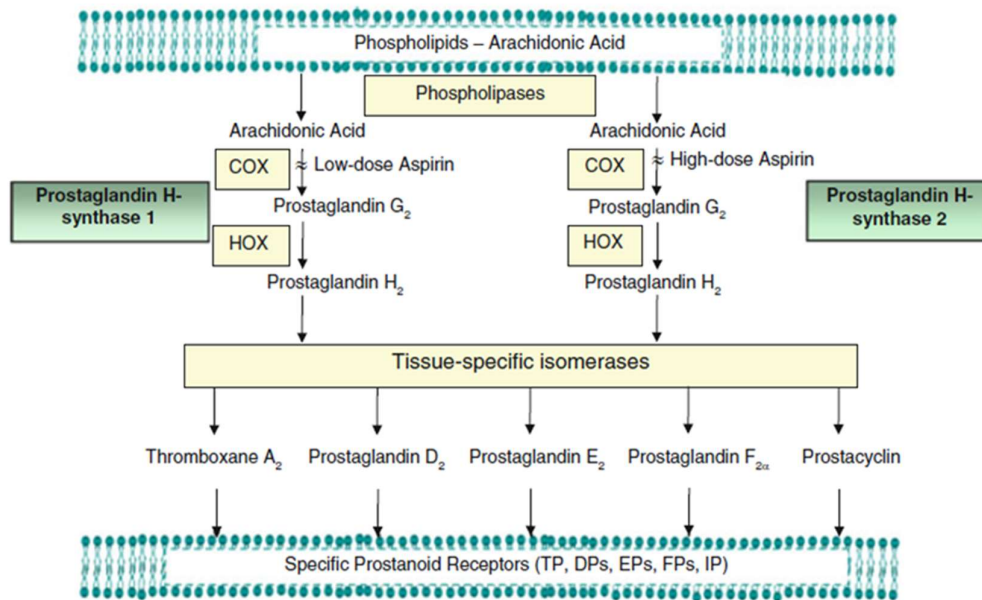 Phospholipids – Arachidonic Acid
Phospholipases
Arachidonic Acid
Arachidonic Acid
COX
≈ Low-dose Aspirin
COX
≈ High-dose Aspirin
Prostaglandin H-
synthase 1
Prostaglandin G₂
Prostaglandin G₂
Prostaglandin H-
synthase 2
HOX
HOX
Prostaglandin H₂
Prostaglandin H₂
Tissue-specific isomerases
Thromboxane A₂
Prostaglandin D₂
Prostaglandin E₂
Prostaglandin F₂α
Prostacyclin
Specific Prostanoid Receptors (TP, DPs, EPs, FPs, IP)